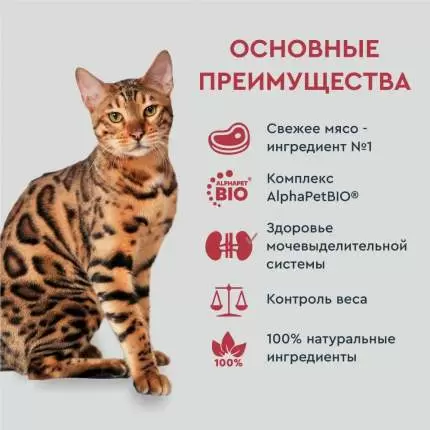 ОСНОВНЫЕ
ПРЕИМУЩЕСТВА
Свежее мясо -
ингредиент №1
ALPHAPET
BIO
Комплекс
AlphaPetBIO®
Здоровье
мочевыделительной
системы
Контроль веса
100%
100% натуральные
ингредиенты